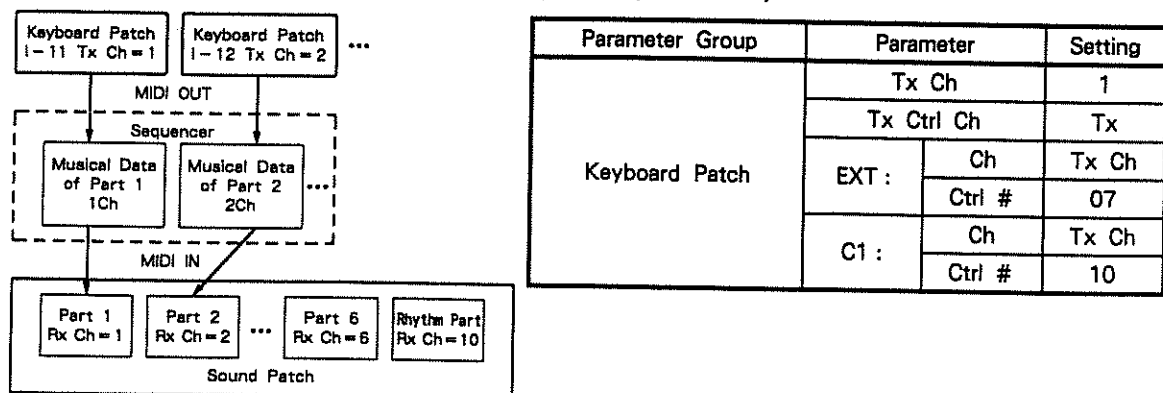 Keyboard Patch
I-11 Tx Ch=1
Keyboard Patch
I-12 Tx Ch=2
•••
MIDI OUT
Sequencer
Musical Data
of Part 1
1Ch
Musical Data
of Part 2
2Ch
•••
MIDI IN
Part 1
Rx Ch=1
Part 2
Rx Ch=2
•••
Part 6
Rx Ch=6
Rhythm Part
Rx Ch=10
Sound Patch
Parameter Group Parameter Setting
Keyboard Patch
Tx Ch 1
Tx Ctrl Ch Tx
EXT : Ch Tx Ch
Ctrl # 07
C1 : Ch Tx Ch
Ctrl # 10